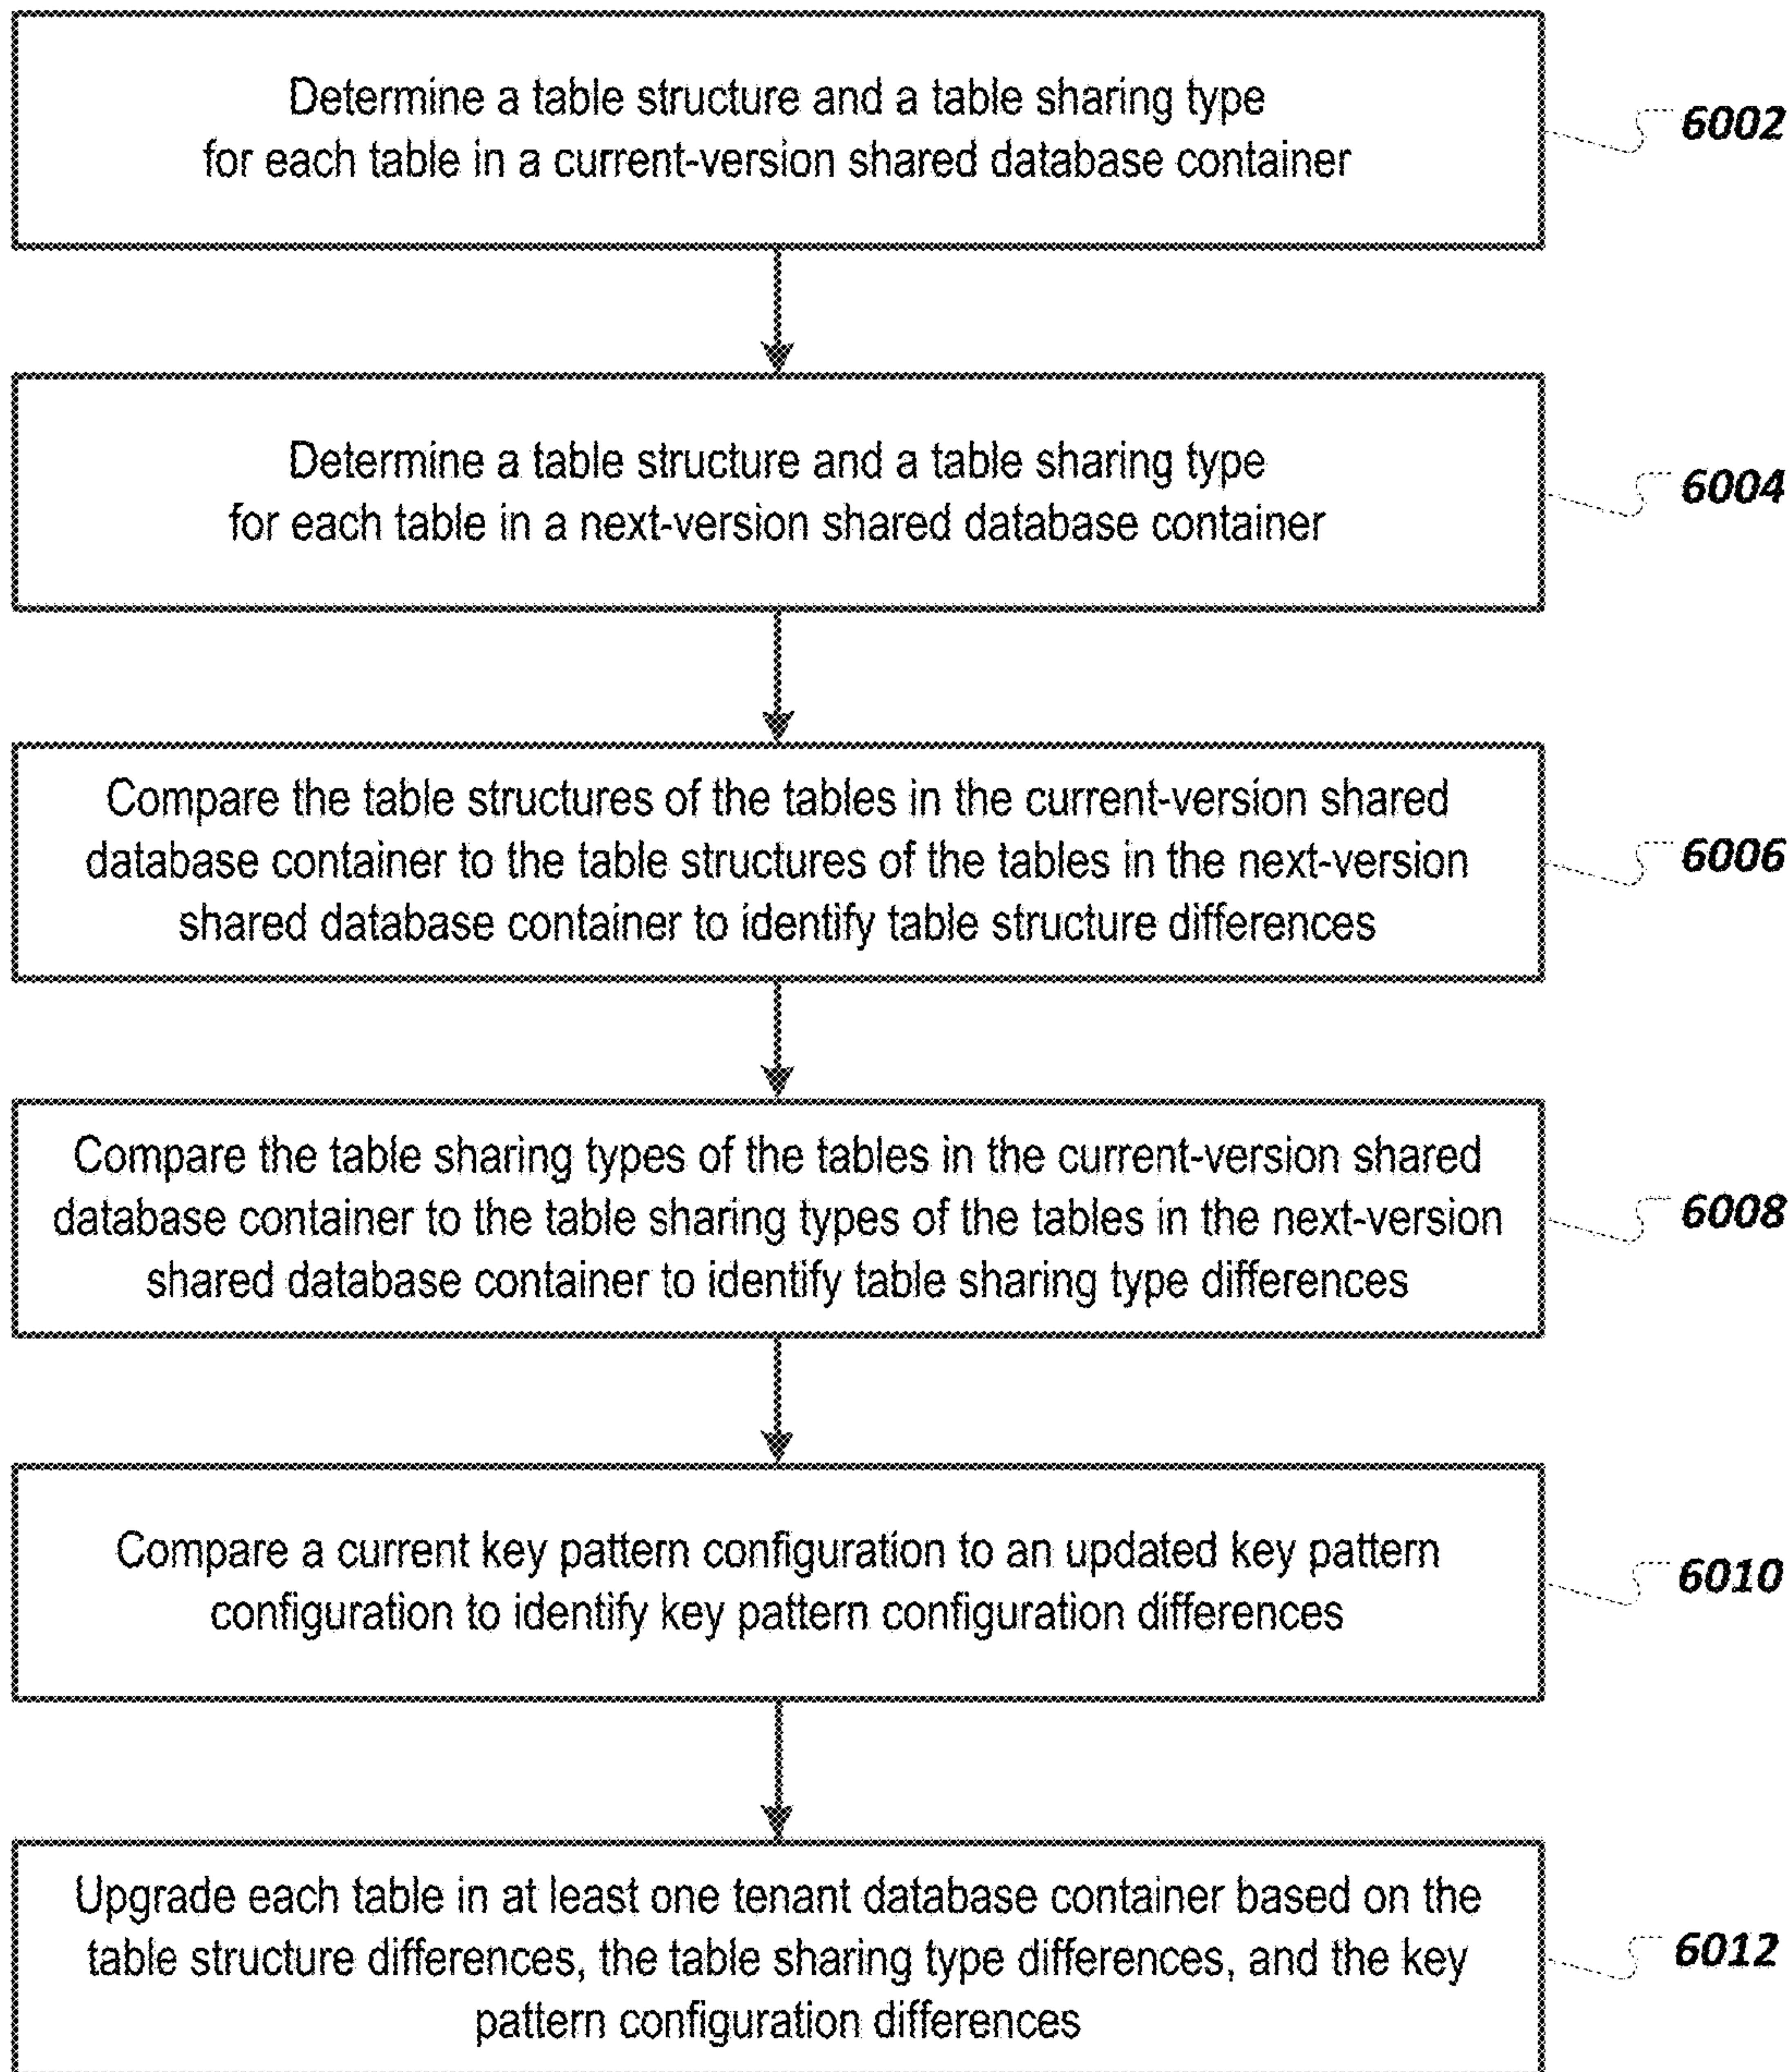 Determine a table structure and a table sharing type
for each table in a current-version shared database container
6002
Determine a table structure and a table sharing type
for each table in a next-version shared database container
6004
Compare the table structures of the tables in the current-version shared
database container to the table structures of the tables in the next-version
shared database container to identify table structure differences
6006
Compare the table sharing types of the tables in the current-version shared
database container to the table sharing types of the tables in the next-version
shared database container to identify table sharing type differences
6008
Compare a current key pattern configuration to an updated key pattern
configuration to identify key pattern configuration differences
6010
Upgrade each table in at least one tenant database container based on the
table structure differences, the table sharing type differences, and the key
pattern configuration differences
6012